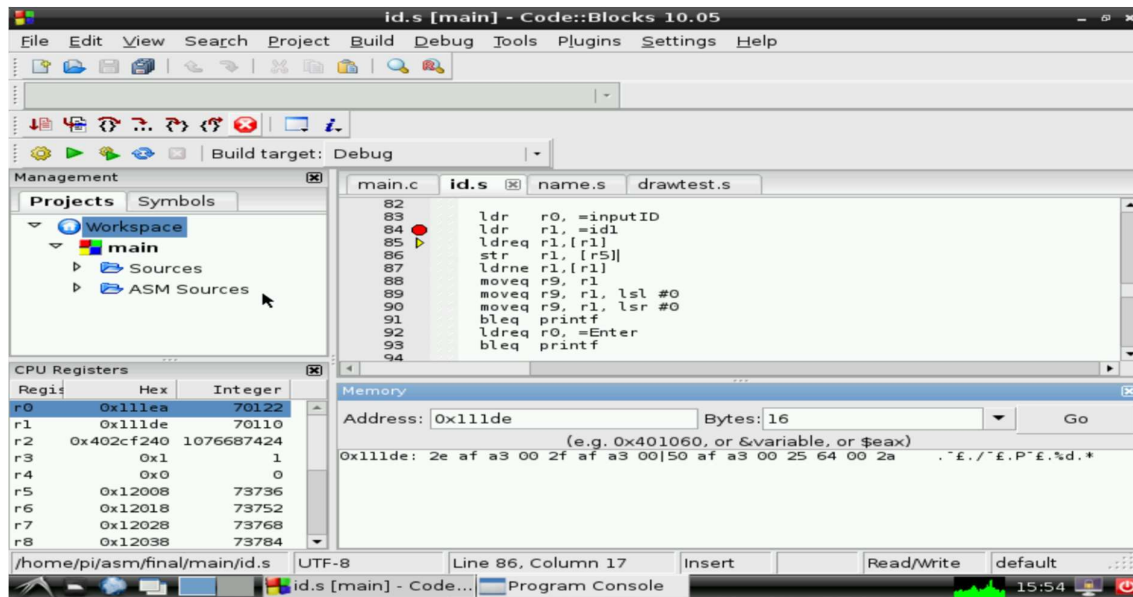 id.s [main] - Code::Blocks 10.05
File Edit View Search Project Build Debug Tools Plugins Settings Help
Build target: Debug
Management
Projects Symbols
Workspace
main
Sources
ASM Sources
main.c id.s name.s drawtest.s
82
83 ldr r0, =inputID
84 ldr r1, =id1
85 ldreq r1,[r1]
86 str r1, [r5]
87 ldrne r1,[r1]
88 moveq r9, r1
89 moveq r9, r1, lsl #0
90 moveq r9, r1, lsr #0
91 bleq printf
92 ldreq r0, =Enter
93 bleq printf
94
CPU Registers
Regis Hex Integer
r0 0x111ea 70122
r1 0x111de 70110
r2 0x402cf240 1076687424
r3 0x1 1
r4 0x0 0
r5 0x12008 73736
r6 0x12018 73752
r7 0x12028 73768
r8 0x12038 73784
Memory
Address: 0x111de Bytes: 16 Go
(e.g. 0x401060, or &variable, or $eax)
0x111de: 2e af a3 00 2f af a3 00|50 af a3 00 25 64 00 2a .¯£./¯£.P¯£.%d.*
/home/pi/asm/final/main/id.s UTF-8 Line 86, Column 17 Insert Read/Write default
id.s [main] - Code... Program Console 15:54